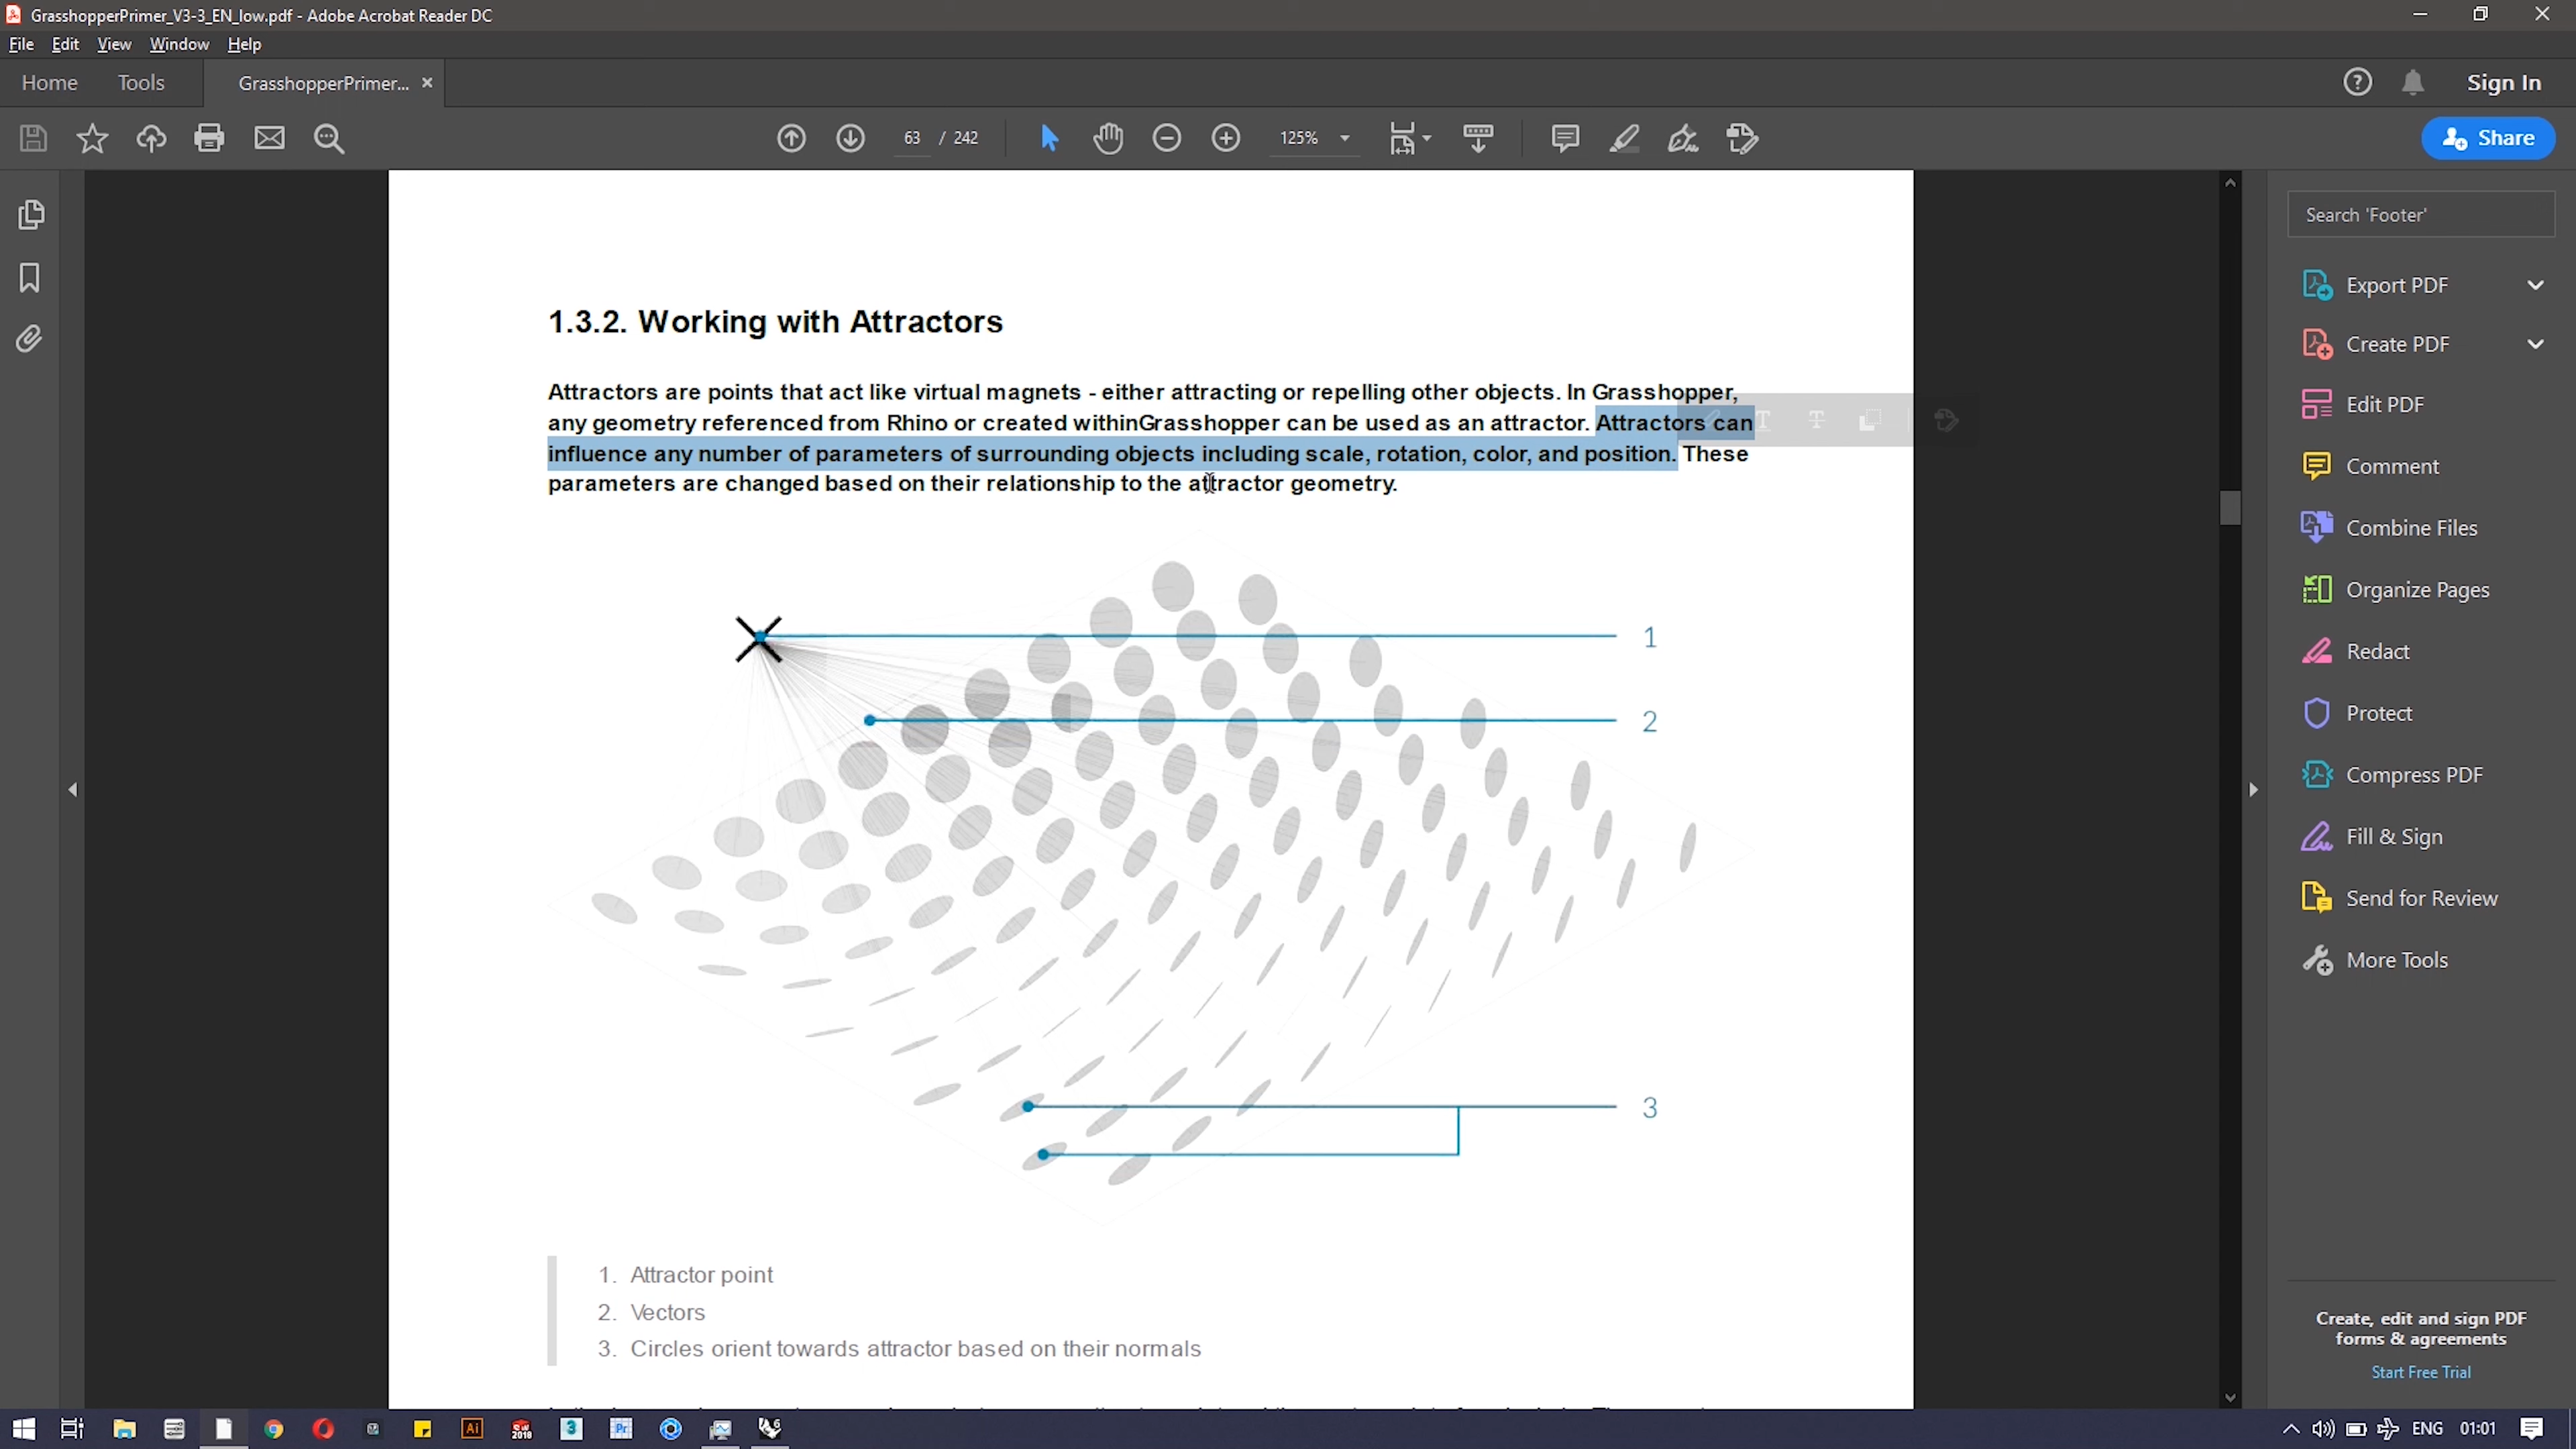 GrasshopperPrimer_V3-3_EN_low.pdf - Adobe Acrobat Reader DC
File Edit View Window Help
Home Tools GrasshopperPrimer... ×
Sign In
63 / 242 125%
Share
Search 'Footer'
1.3.2. Working with Attractors
Attractors are points that act like virtual magnets - either attracting or repelling other objects. In Grasshopper,
any geometry referenced from Rhino or created withinGrasshopper can be used as an attractor. Attractors can
influence any number of parameters of surrounding objects including scale, rotation, color, and position. These
parameters are changed based on their relationship to the attractor geometry.
1
2
3
1. Attractor point
2. Vectors
3. Circles orient towards attractor based on their normals
Export PDF
Create PDF
Edit PDF
Comment
Combine Files
Organize Pages
Redact
Protect
Compress PDF
Fill & Sign
Send for Review
More Tools
Create, edit and sign PDF
forms & agreements
Start Free Trial
Ai SW 2018 3 Pr 6
ENG 01:01